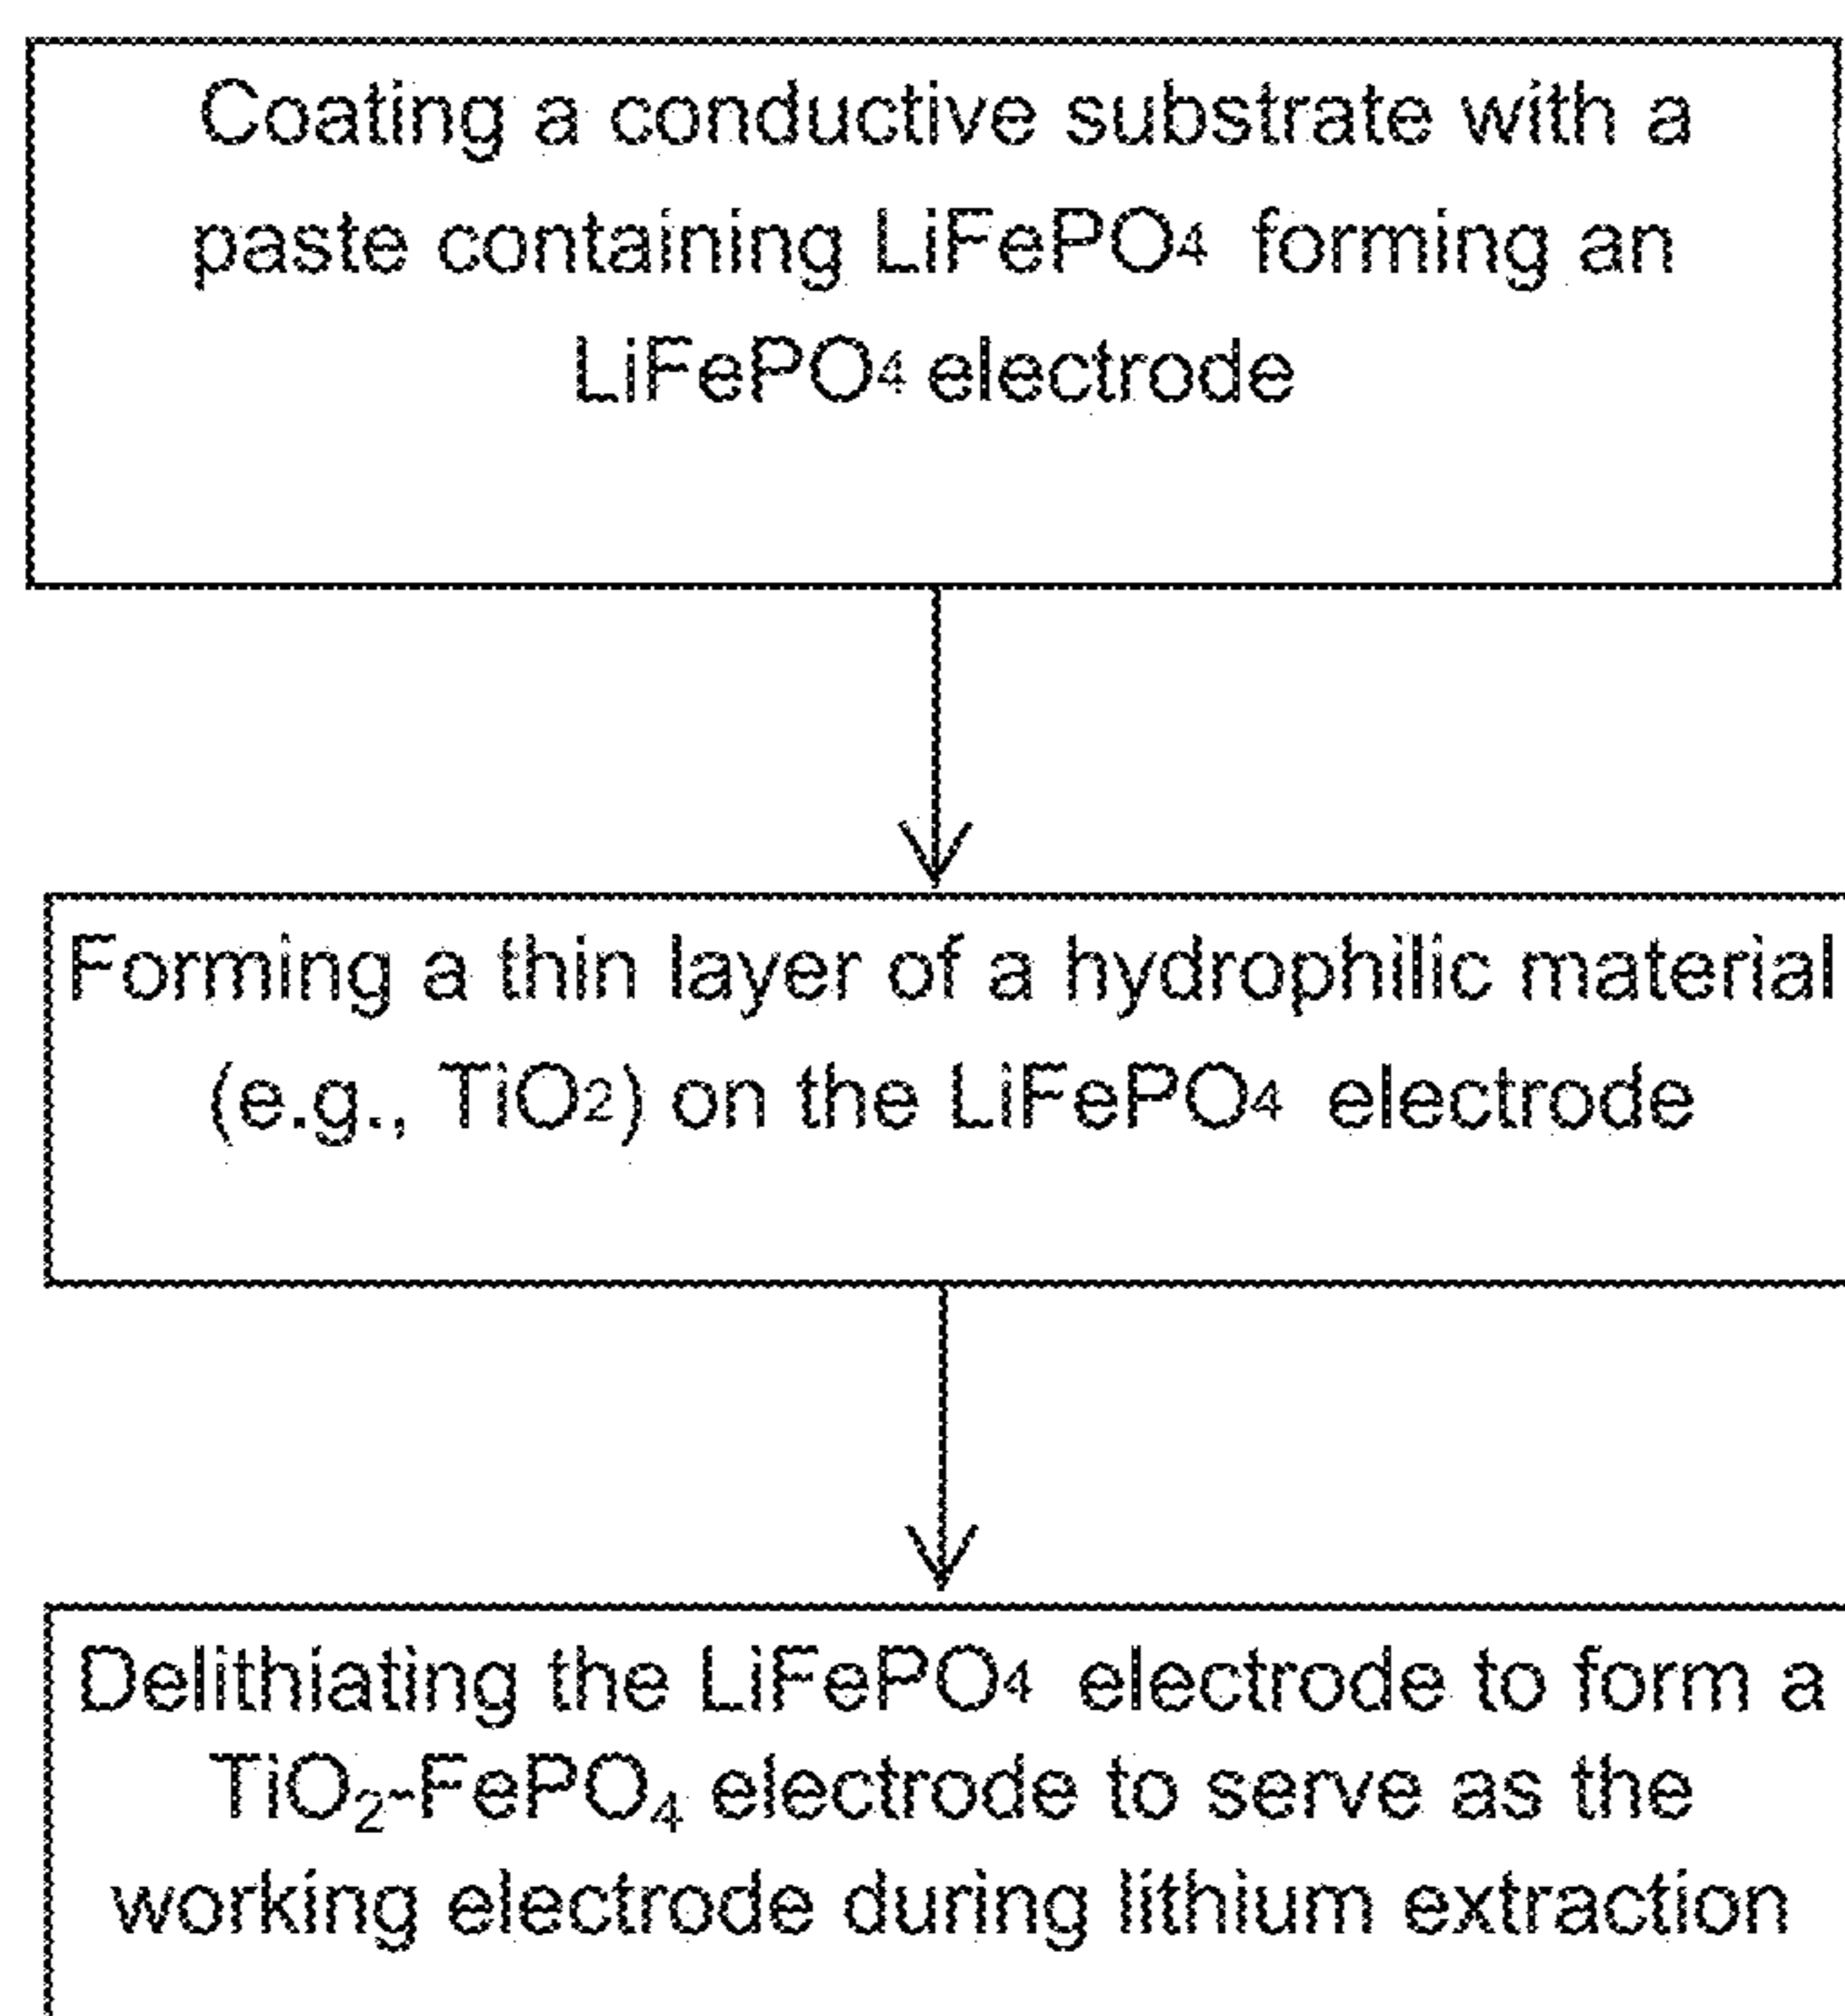 Coating a conductive substrate with a
paste containing LiFePO4 forming an
LiFePO4 electrode
Forming a thin layer of a hydrophilic material
(e.g., TiO2) on the LiFePO4 electrode
Delithiating the LiFePO4 electrode to form a
TiO₂-FePO₄ electrode to serve as the
working electrode during lithium extraction